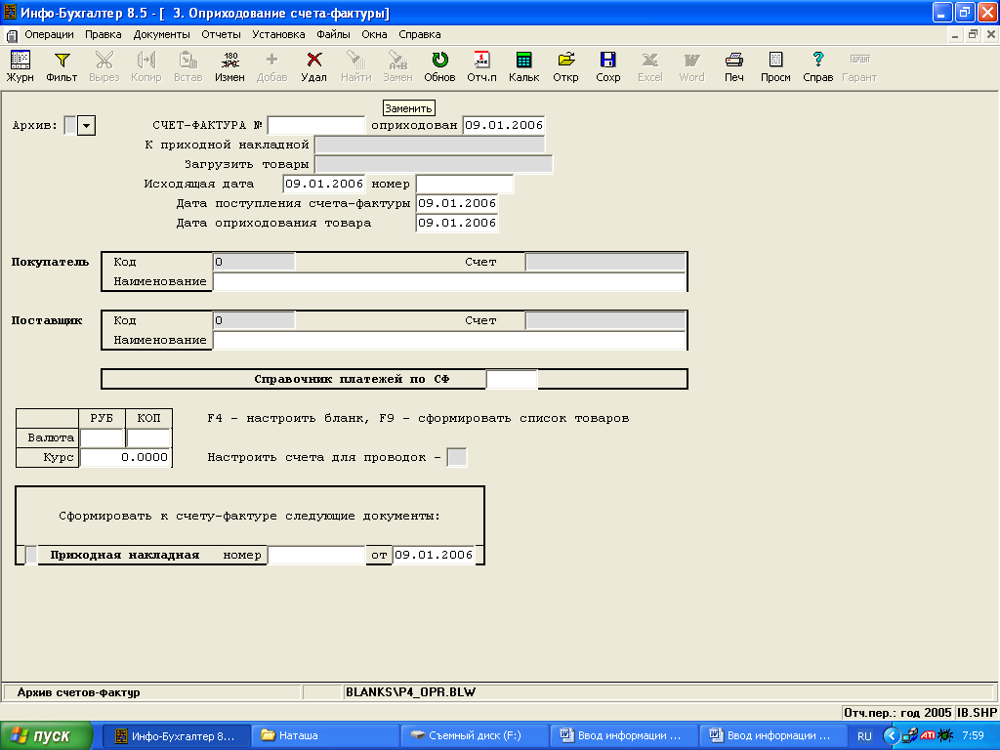 Инфо-Бухгалтер 8.5 - [ 3. Оприходование счета-фактуры]
Операции Правка Документы Отчеты Установка Файлы Окна Справка
180
Журн Фильт Вырез Копир Встав Измен Добав Удал Найти Замен Обнов Отч.п Кальк Откр Сохр Excel Word Печ Просм Справ Гарант
Заменить
Архив: СЧЕТ-ФАКТУРА № оприходован 09.01.2006
К приходной накладной
Загрузить товары
Исходящая дата 09.01.2006 номер
Дата поступления счета-фактуры 09.01.2006
Дата оприходования товара 09.01.2006
Покупатель Код 0 Счет
Наименование
Поставщик Код 0 Счет
Наименование
Справочник платежей по СФ
РУБ КОП F4 - настроить бланк, F9 - сформировать список товаров
Валюта
Курс 0.0000 Настроить счета для проводок -
Сформировать к счету-фактуре следующие документы:
Приходная накладная номер от 09.01.2006
Архив счетов-фактур BLANKS\P4_OPR.BLW
Отч.пер.: год 2005 IB.SHP
пуск Инфо-Бухгалтер 8... Наташа Съемный диск (F:) Ввод информации ... Ввод информации ... RU 7:59